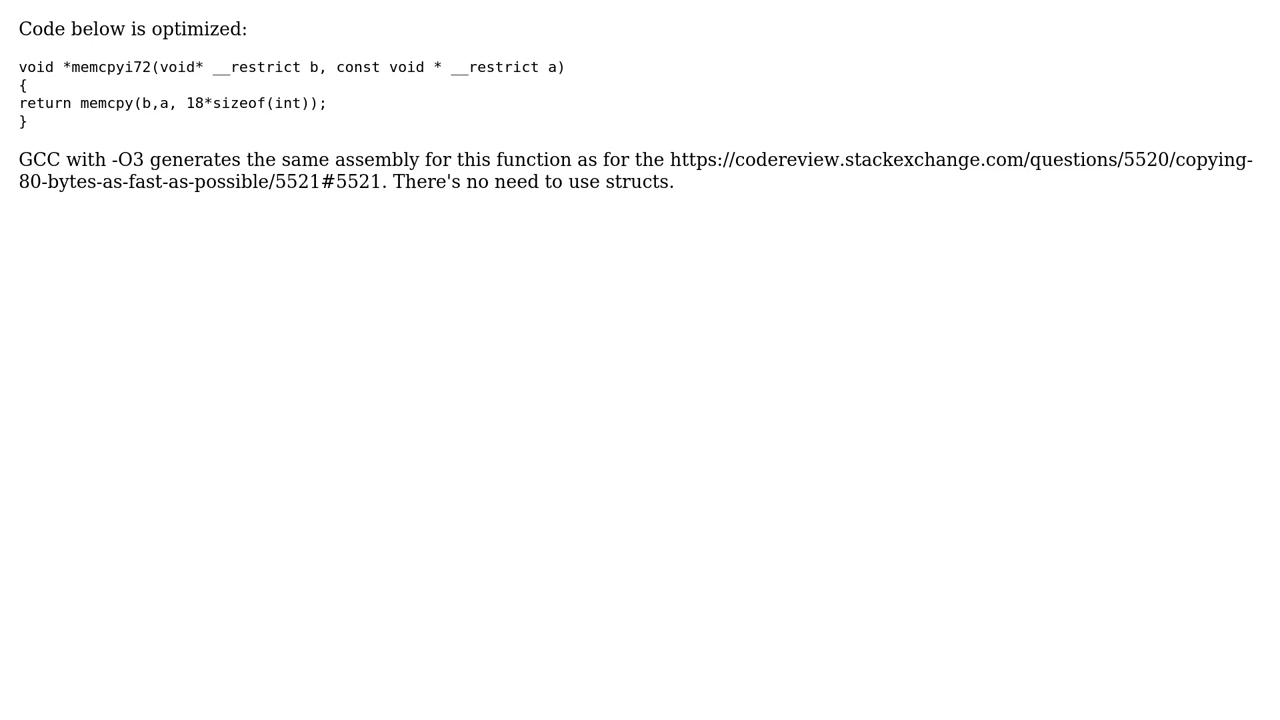 Code below is optimized:
void *memcpyi72(void* __restrict b, const void * __restrict a)
{
return memcpy(b,a, 18*sizeof(int));
}
GCC with -O3 generates the same assembly for this function as for the https://codereview.stackexchange.com/questions/5520/copying-
80-bytes-as-fast-as-possible/5521#5521. There's no need to use structs.